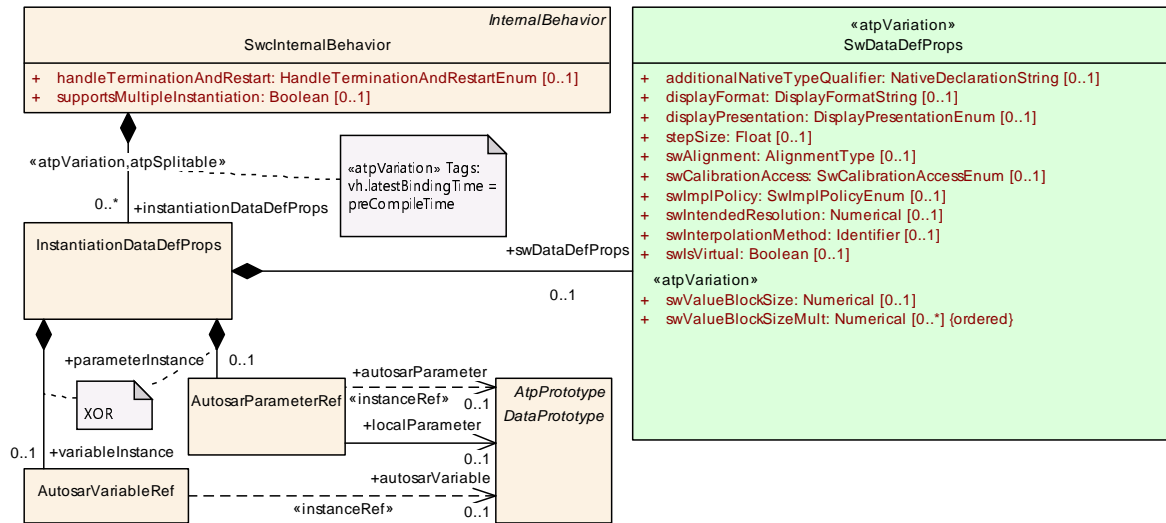 InternalBehavior
SwcInternalBehavior
+ handleTerminationAndRestart: HandleTerminationAndRestartEnum [0..1]
+ supportsMultipleInstantiation: Boolean [0..1]
«atpVariation,atpSplitable»
«atpVariation» Tags:
vh.latestBindingTime =
preCompileTime
0..*
+instantiationDataDefProps
InstantiationDataDefProps
+swDataDefProps
0..1
«atpVariation»
SwDataDefProps
+ additionalNativeTypeQualifier: NativeDeclarationString [0..1]
+ displayFormat: DisplayFormatString [0..1]
+ displayPresentation: DisplayPresentationEnum [0..1]
+ stepSize: Float [0..1]
+ swAlignment: AlignmentType [0..1]
+ swCalibrationAccess: SwCalibrationAccessEnum [0..1]
+ swImplPolicy: SwImplPolicyEnum [0..1]
+ swIntendedResolution: Numerical [0..1]
+ swInterpolationMethod: Identifier [0..1]
+ swIsVirtual: Boolean [0..1]
«atpVariation»
+ swValueBlockSize: Numerical [0..1]
+ swValueBlockSizeMult: Numerical [0..*] {ordered}
+parameterInstance
0..1
XOR
AutosarParameterRef
+autosarParameter
«instanceRef»
0..1
+localParameter
0..1
AtpPrototype
DataPrototype
0..1
+variableInstance
AutosarVariableRef
+autosarVariable
«instanceRef»
0..1